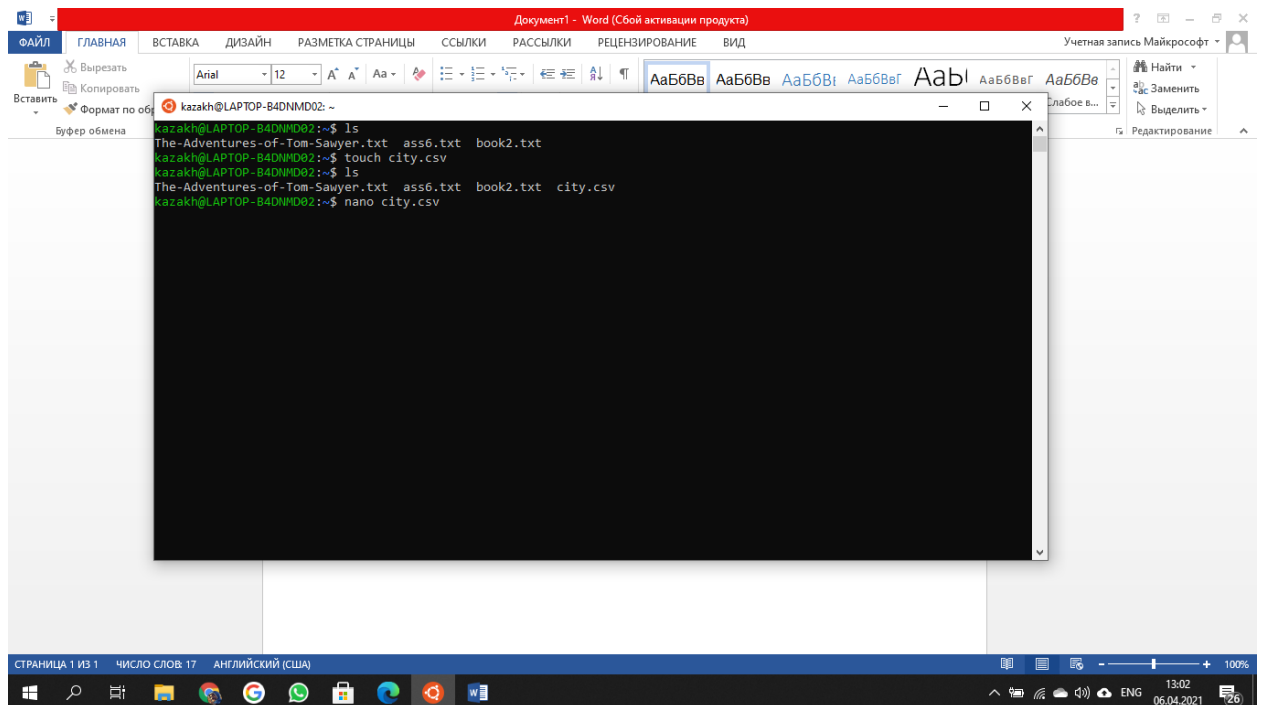 Документ1 - Word (Сбой активации продукта)
ФАЙЛ ГЛАВНАЯ ВСТАВКА ДИЗАЙН РАЗМЕТКА СТРАНИЦЫ ССЫЛКИ РАССЫЛКИ РЕЦЕНЗИРОВАНИЕ ВИД Учетная запись Майкрософт
Вставить
Вырезать
Копировать
Формат по обр
Буфер обмена
Arial 12
АаБбВв АаБбВв АаБбВı АаБбВвГ АаЫ АаБбВвГ АаБбВв
Слабое в...
Найти
Заменить
Выделить
Редактирование
kazakh@LAPTOP-B4DNMD02: ~
kazakh@LAPTOP-B4DNMD02:~$ ls
The-Adventures-of-Tom-Sawyer.txt ass6.txt book2.txt
kazakh@LAPTOP-B4DNMD02:~$ touch city.csv
kazakh@LAPTOP-B4DNMD02:~$ ls
The-Adventures-of-Tom-Sawyer.txt ass6.txt book2.txt city.csv
kazakh@LAPTOP-B4DNMD02:~$ nano city.csv
СТРАНИЦА 1 ИЗ 1 ЧИСЛО СЛОВ: 17 АНГЛИЙСКИЙ (США) 100%
ENG
13:02
06.04.2021
26